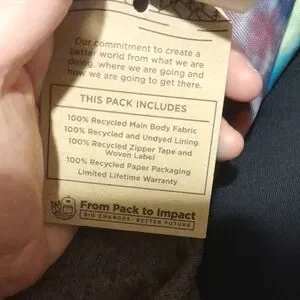 Our commitment to create a
better world from what we are
doing, where we are going and
how we are going to get there.
THIS PACK INCLUDES
100% Recycled Main Body Fabric
100% Recycled and Undyed Lining
100% Recycled Zipper Tape and
Woven Label
100% Recycled Paper Packaging
Limited Lifetime Warranty
From Pack to Impact
BIG CHANGES. BETTER FUTURE